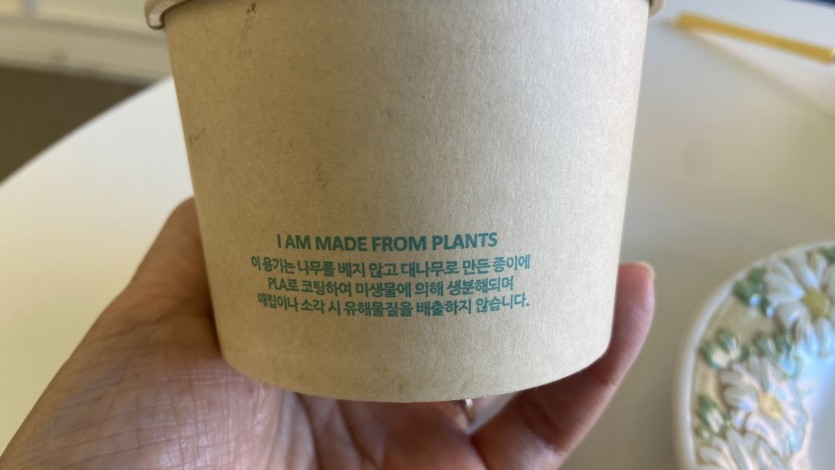 I AM MADE FROM PLANTS
이 용기는 나무를 베지 않고 대나무로 만든 종이에
PLA로 코팅하여 미생물에 의해 생분해되며
매립이나 소각 시 유해물질을 배출하지 않습니다.